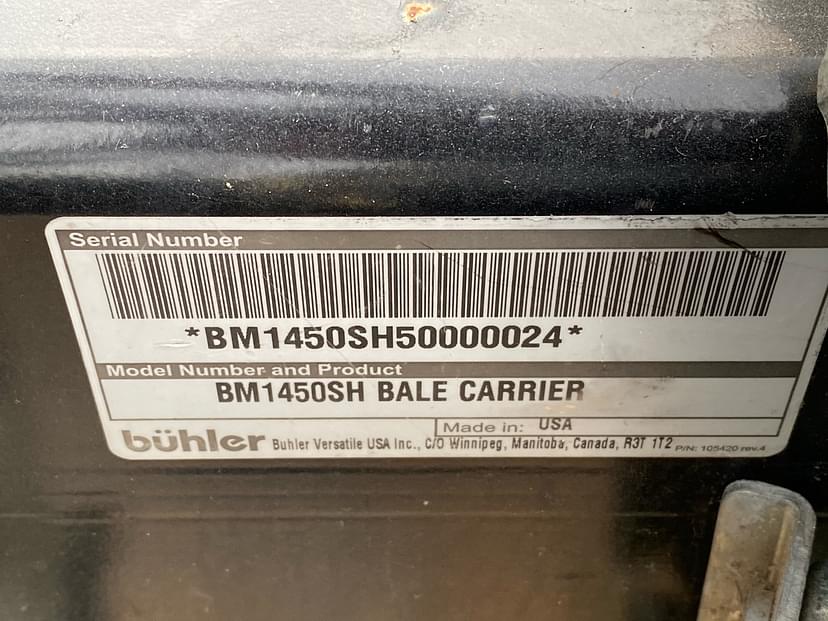 Serial Number
*BM1450SH50000024*
Model Number and Product
BM1450SH BALE CARRIER
Made in: USA
bühler Buhler Versatile USA Inc., C/O Winnipeg, Manitoba, Canada, R3T 1T2 P/N: 105420 rev.4